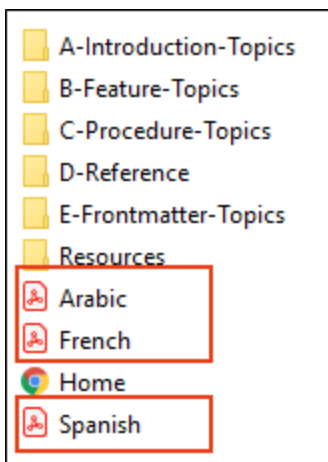 A-Introduction-Topics
B-Feature-Topics
C-Procedure-Topics
D-Reference
E-Frontmatter-Topics
Resources
Arabic
French
Home
Spanish